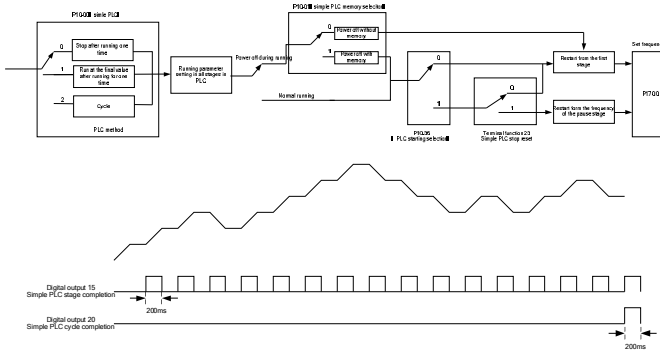 P10.00【simle PLC】
0
Stop after running one
time
1
Run at the final value
after running for one
time
2
Cycle
PLC method
Running parameter
setting in all stages in
PLC
Power off during running
Normal running
P10.01【simple PLC memory selection】
0
Power off without
memory
1
Power off with
memory
0
1
P10.36
【 PLC starting selection】
0
1
Terminal function 23
Simple PLC stop reset
Restart from the first
stage
Restart form the frequency
of the pause stage
Set frequen
P17.00
Digital output 15
Simple PLC stage completion
200ms
Digital output 20
Simple PLC cycle completion
200ms